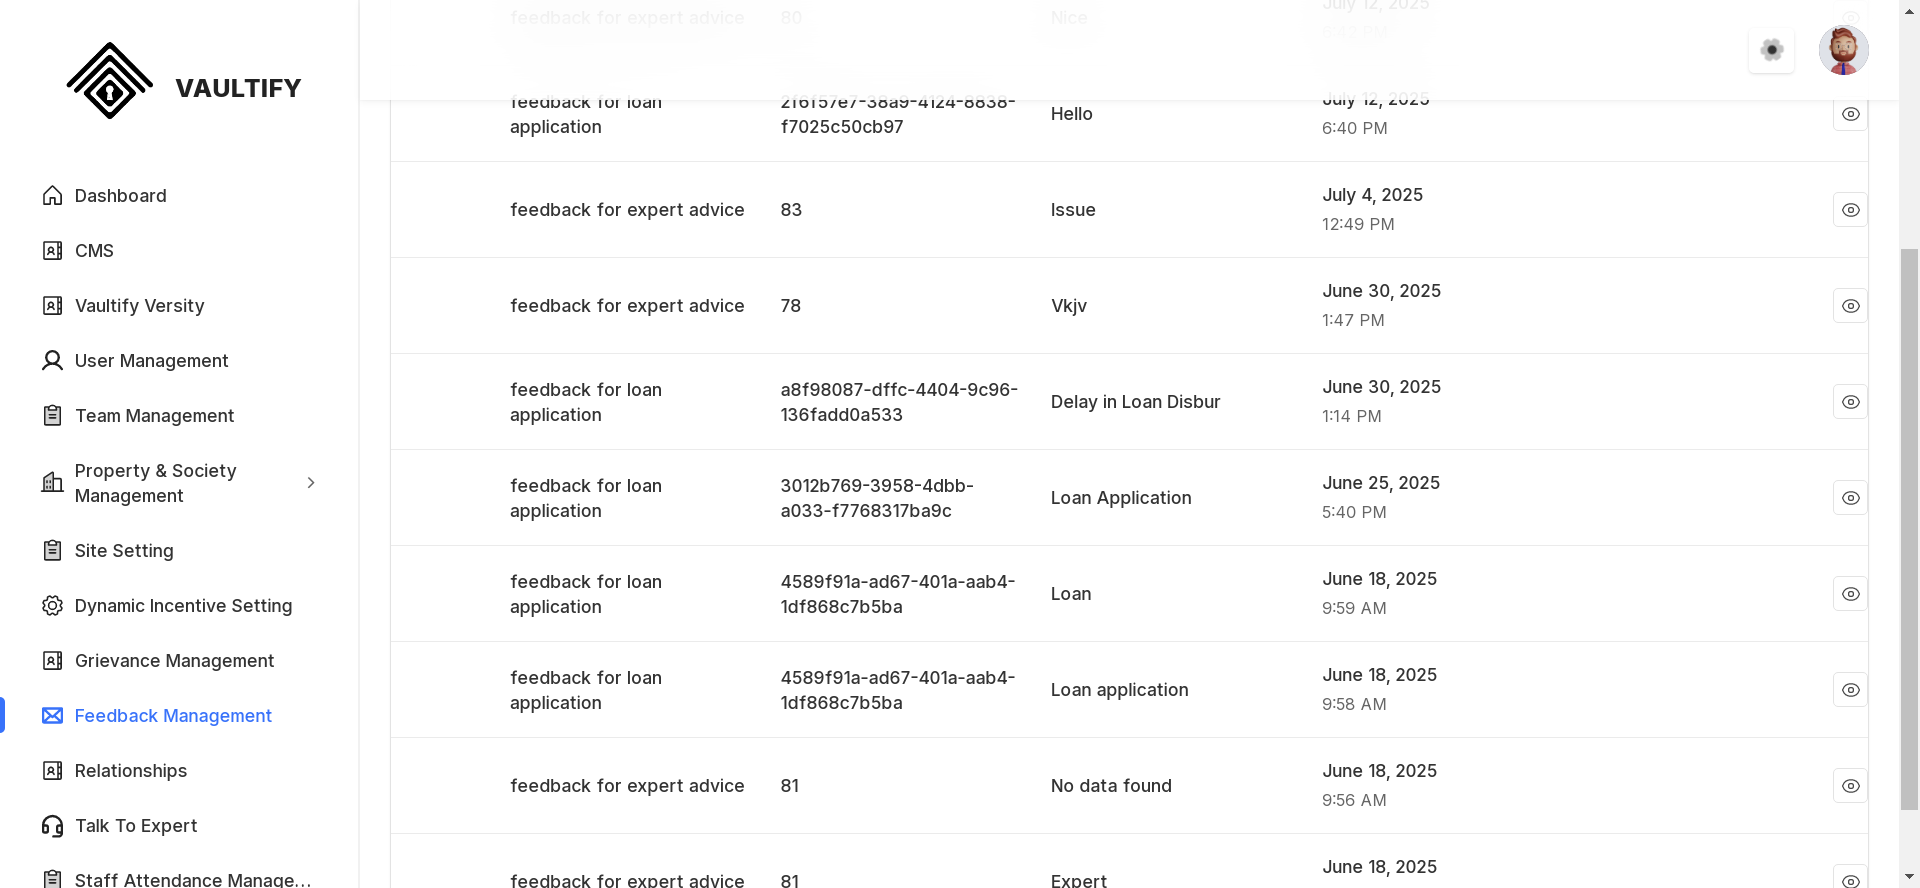 VAULTIFY
Dashboard
CMS
Vaultify Versity
User Management
Team Management
Property & Society
Management
Site Setting
Dynamic Incentive Setting
Grievance Management
Feedback Management
Relationships
Talk To Expert
Staff Attendance Manage...
feedback for expert advice 80 Nice July 12, 2025
6:42 PM
feedback for loan
application
2f6f57e7-38a9-4124-8838-
f7025c50cb97
Hello
July 12, 2025
6:40 PM
feedback for expert advice
83
Issue
July 4, 2025
12:49 PM
feedback for expert advice
78
Vkjv
June 30, 2025
1:47 PM
feedback for loan
application
a8f98087-dffc-4404-9c96-
136fadd0a533
Delay in Loan Disbur
June 30, 2025
1:14 PM
feedback for loan
application
3012b769-3958-4dbb-
a033-f7768317ba9c
Loan Application
June 25, 2025
5:40 PM
feedback for loan
application
4589f91a-ad67-401a-aab4-
1df868c7b5ba
Loan
June 18, 2025
9:59 AM
feedback for loan
application
4589f91a-ad67-401a-aab4-
1df868c7b5ba
Loan application
June 18, 2025
9:58 AM
feedback for expert advice
81
No data found
June 18, 2025
9:56 AM
feedback for expert advice
81
Expert
June 18, 2025